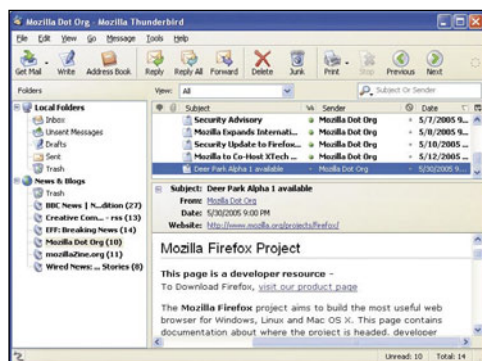 Mozilla Dot Org - Mozilla Thunderbird
File Edit View Go Message Tools Help
Get Mail Write Address Book Reply Reply All Forward Delete Junk Print Stop Previous Next
Folders View: All Subject Or Sender
Subject Sender Date
Local Folders
Inbox
Unsent Messages
Drafts
Sent
Trash
News & Blogs
Trash
BBC News | N...dition (27)
Creative Com... - rss (13)
EFF: Breaking News (14)
Mozilla Dot Org (10)
mozillaZine.org (11)
Wired News: ... Stories (8)
Security Advisory Mozilla Dot Org 5/7/2005 9...
Mozilla Expands Internati... Mozilla Dot Org 5/8/2005 9...
Security Update to Firefox... Mozilla Dot Org 5/10/2005 ...
Mozilla to Co-Host XTech ... Mozilla Dot Org 5/12/2005 ...
Deer Park Alpha 1 available Mozilla Dot Org 5/30/2005 9...
Subject: Deer Park Alpha 1 available
From: Mozilla Dot Org
Date: 5/30/2005 9:00 PM
Website: http://www.mozilla.org/projects/firefox/
Mozilla Firefox Project
This page is a developer resource -
To Download Firefox, visit our product page
The Mozilla Firefox project aims to build the most useful web
browser for Windows, Linux and Mac OS X. This page contains
documentation about where the project is headed, developer
Unread: 10 Total: 14